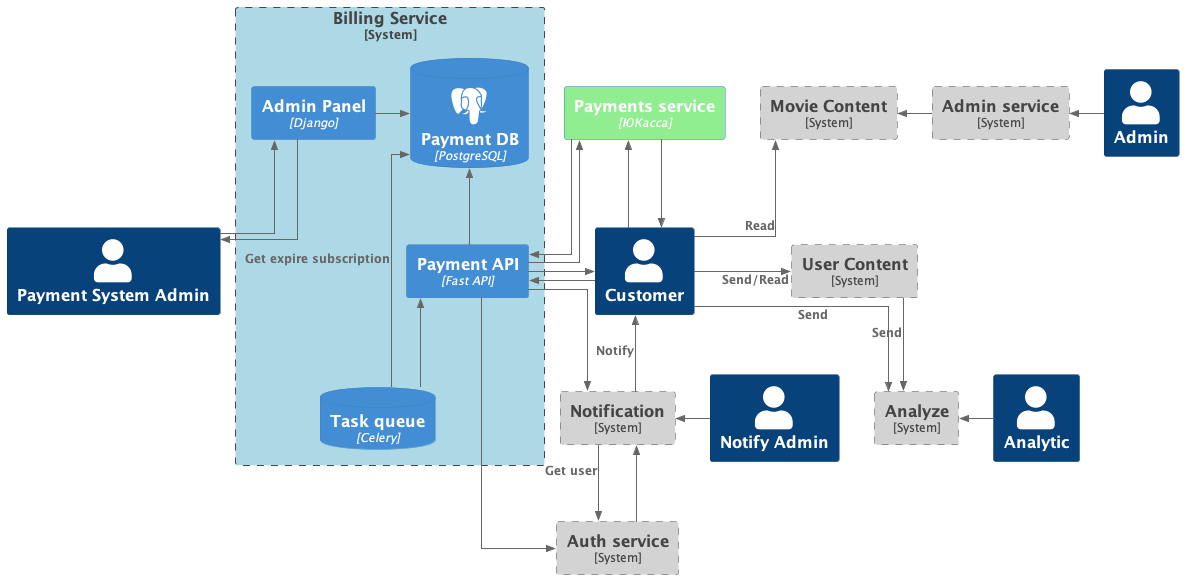 Billing Service
[System]
Admin Panel
[Django]
Payment DB
[PostgreSQL]
Payments service
[ЮКасса]
Movie Content
[System]
Admin service
[System]
Admin
Read
Payment System Admin
Get expire subscription
Payment API
[Fast API]
Customer
Send/Read
User Content
[System]
Send
Send
Notify
Task queue
[Celery]
Notification
[System]
Notify Admin
Analyze
[System]
Analytic
Get user
Auth service
[System]